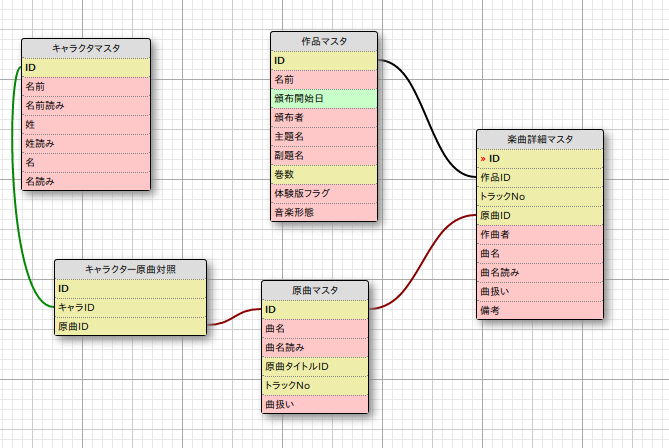 キャラクタマスタ
ID
名前
名前読み
姓
姓読み
名
名読み
作品マスタ
ID
名前
頒布開始日
頒布者
主題名
副題名
巻数
体験版フラグ
音楽形態
楽曲詳細マスタ
» ID
作品ID
トラックNo
原曲ID
作曲者
曲名
曲名読み
曲扱い
備考
キャラクター原曲対照
ID
キャラID
原曲ID
原曲マスタ
ID
曲名
曲名読み
原曲タイトルID
トラックNo
曲扱い